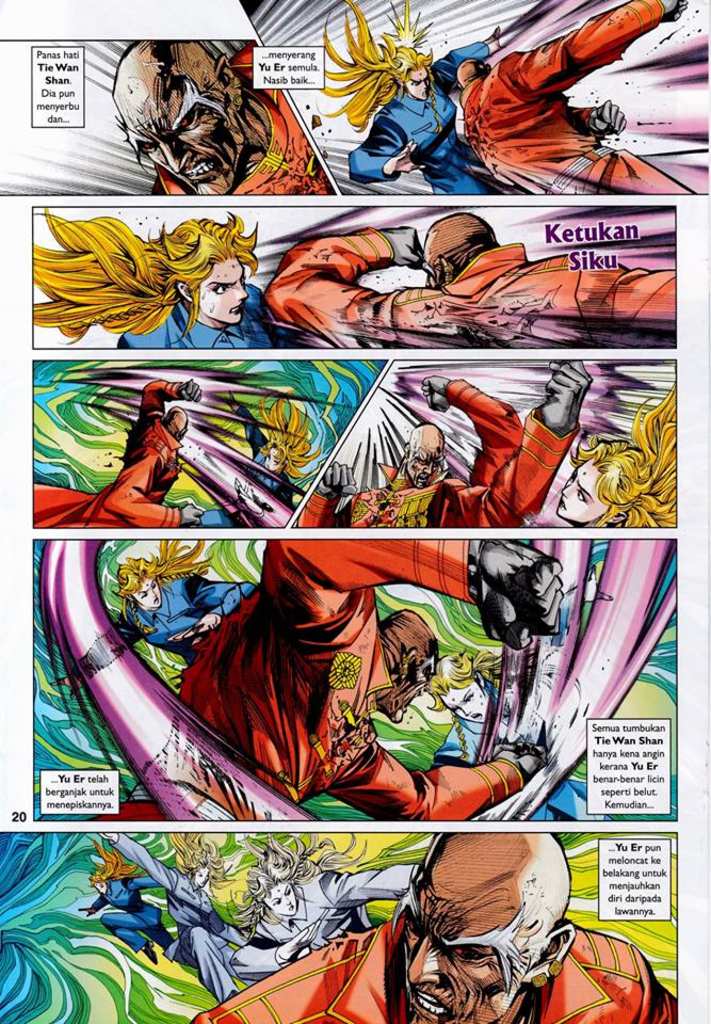 Panas hati
Tie Wan
Shan.
Dia pun
menyerbu
dan...
...menyerang
Yu Er semula.
Nasib baik...
Ketukan
Siku
...Yu Er telah
berganjak untuk
menepiskannya.
Semua tumbukan
Tie Wan Shan
hanya kena angin
kerana Yu Er
benar-benar licin
seperti belut.
Kemudian...
20
...Yu Er pun
meloncat ke
belakang untuk
menjauhkan
diri daripada
lawannya.